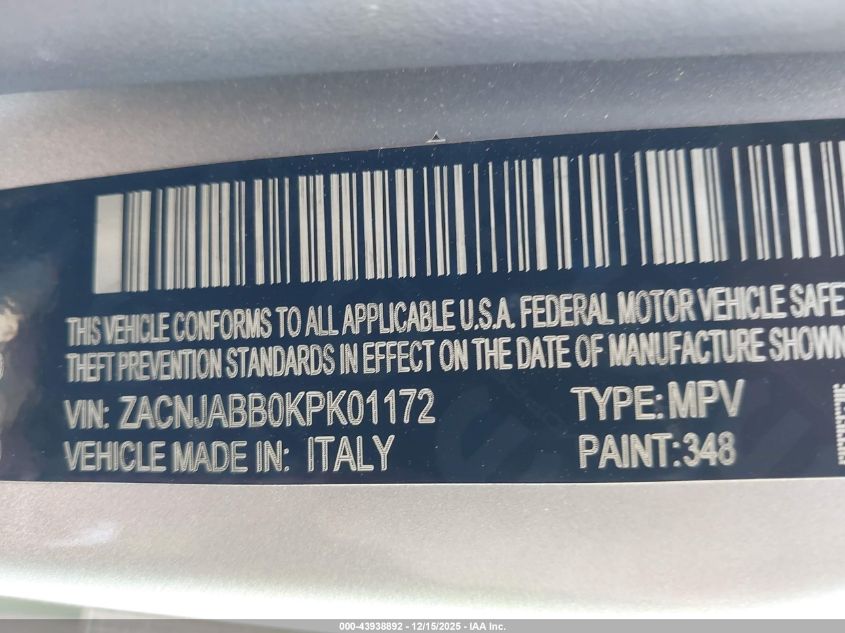 THIS VEHICLE CONFORMS TO ALL APPLICABLE U.S.A. FEDERAL MOTOR VEHICLE SAFE
THEFT PREVENTION STANDARDS IN EFFECT ON THE DATE OF MANUFACTURE SHOWN
VIN: ZACNJABB0KPK01172 TYPE: MPV
VEHICLE MADE IN: ITALY PAINT: 348
000-43938892 - 12/15/2025 - IAA Inc.